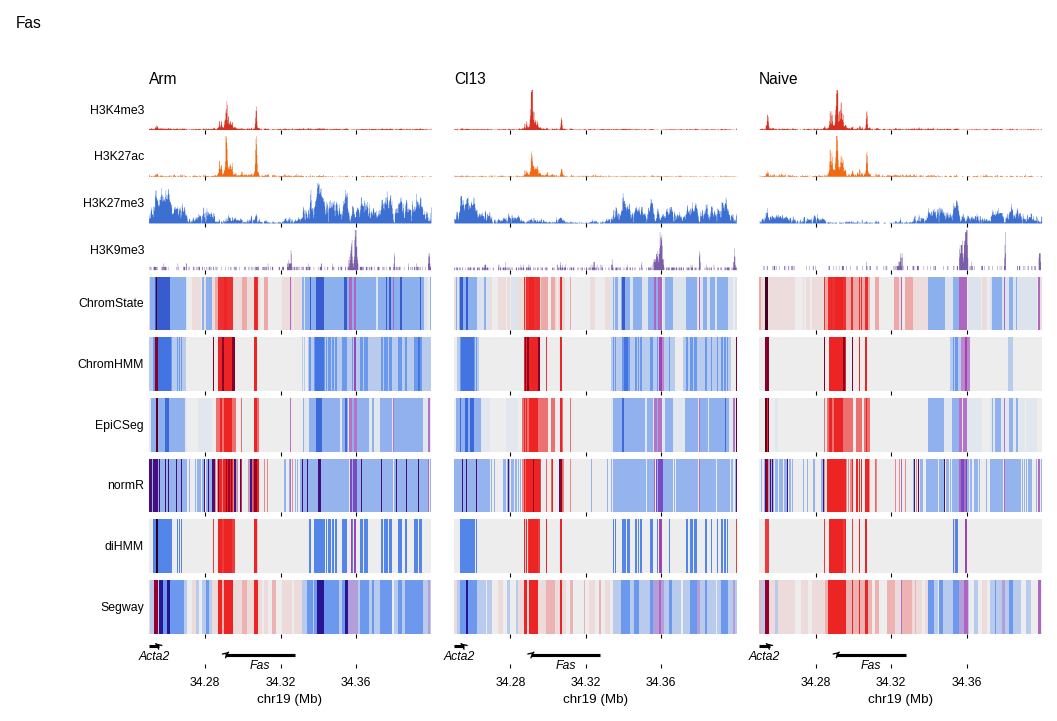 Fas
Arm Cl13 Naive
H3K4me3
H3K27ac
H3K27me3
H3K9me3
ChromState
ChromHMM
EpiCSeg
normR
diHMM
Segway
Acta2 Fas Acta2 Fas Acta2 Fas
34.28 34.32 34.36 34.28 34.32 34.36 34.28 34.32 34.36
chr19 (Mb) chr19 (Mb) chr19 (Mb)